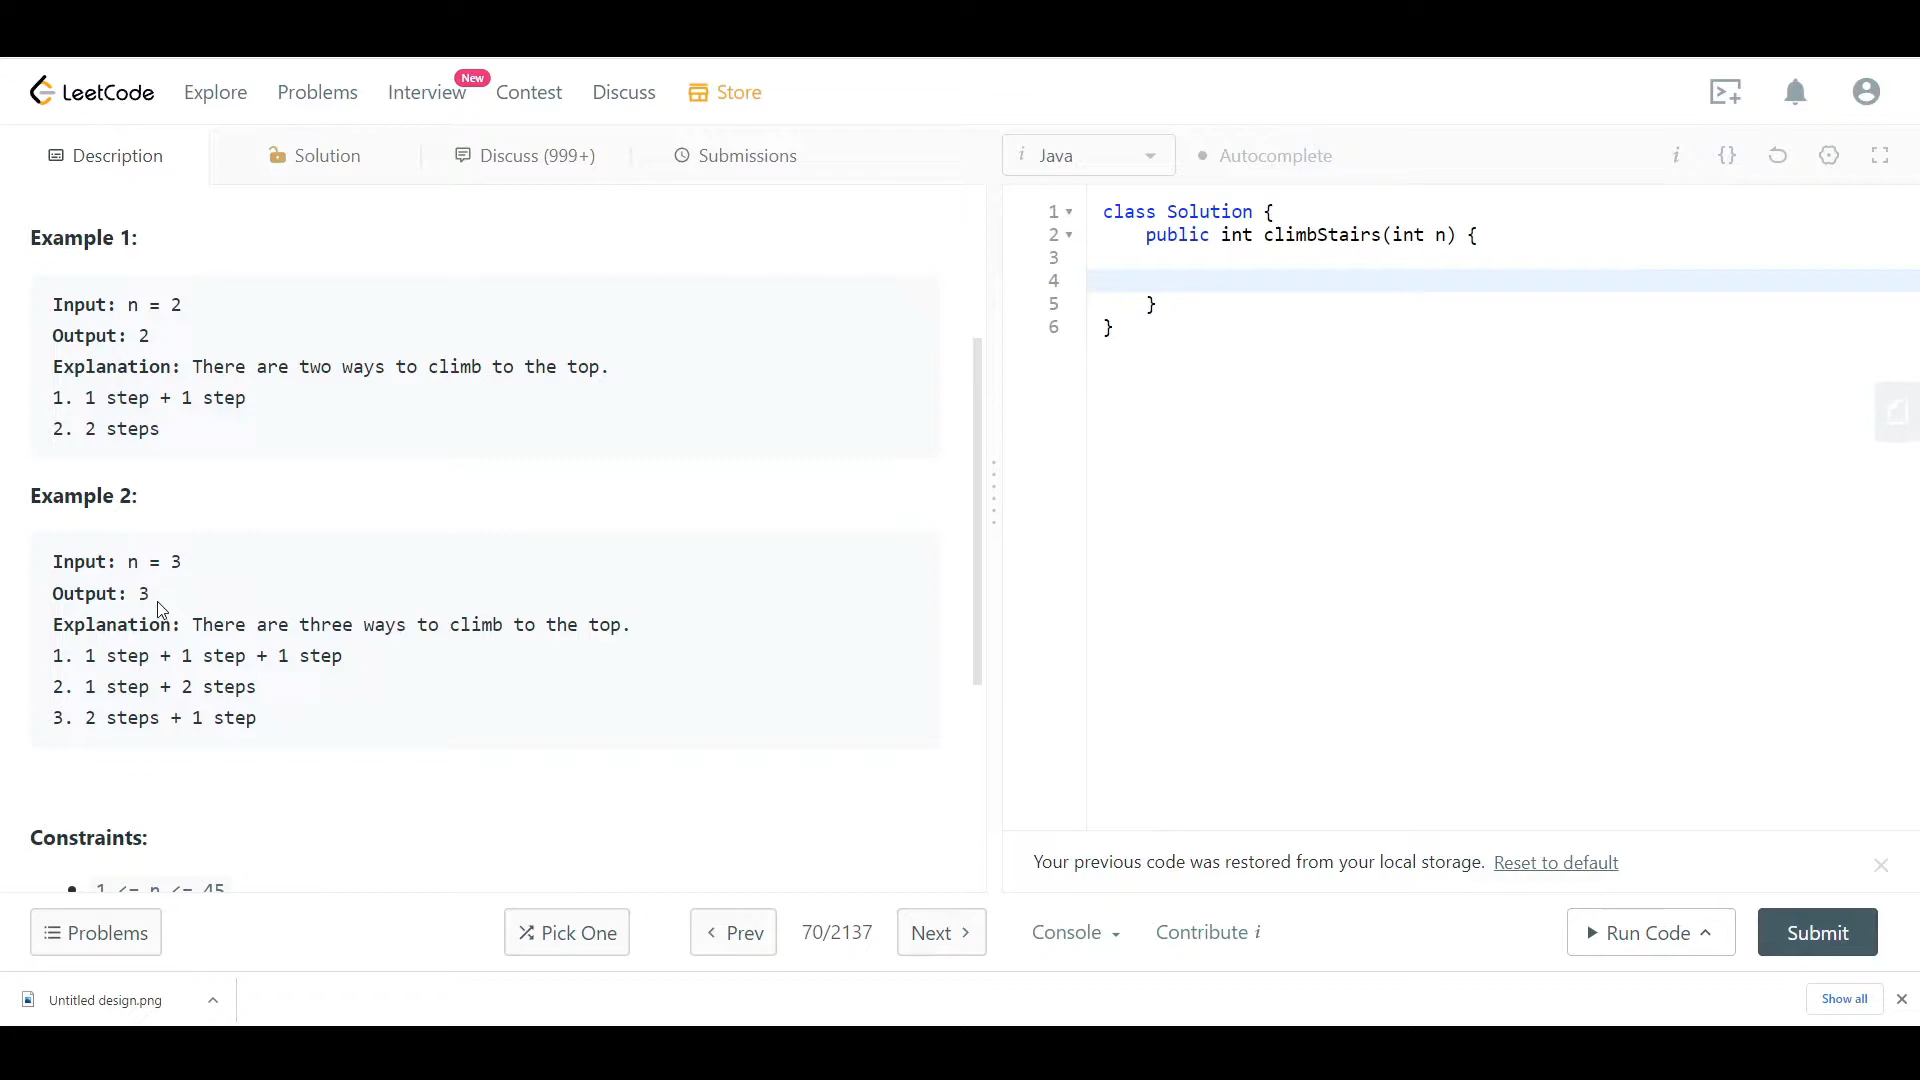 LeetCode Explore Problems Interview New Contest Discuss Store
Description Solution Discuss (999+) Submissions
Example 1:
Input: n = 2
Output: 2
Explanation: There are two ways to climb to the top.
1. 1 step + 1 step
2. 2 steps
Example 2:
Input: n = 3
Output: 3
Explanation: There are three ways to climb to the top.
1. 1 step + 1 step + 1 step
2. 1 step + 2 steps
3. 2 steps + 1 step
Constraints:
1 <= n <= 45
i Java Autocomplete i {}
1 class Solution {
2 public int climbStairs(int n) {
3
4
5 }
6 }
Your previous code was restored from your local storage. Reset to default
Problems Pick One < Prev 70/2137 Next > Console Contribute i Run Code Submit
Untitled design.png Show all